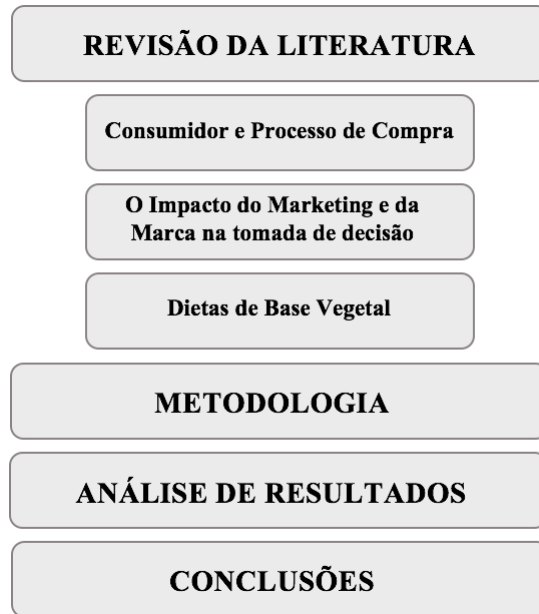 REVISÃO DA LITERATURA
Consumidor e Processo de Compra
O Impacto do Marketing e da
Marca na tomada de decisão
Dietas de Base Vegetal
METODOLOGIA
ANÁLISE DE RESULTADOS
CONCLUSÕES